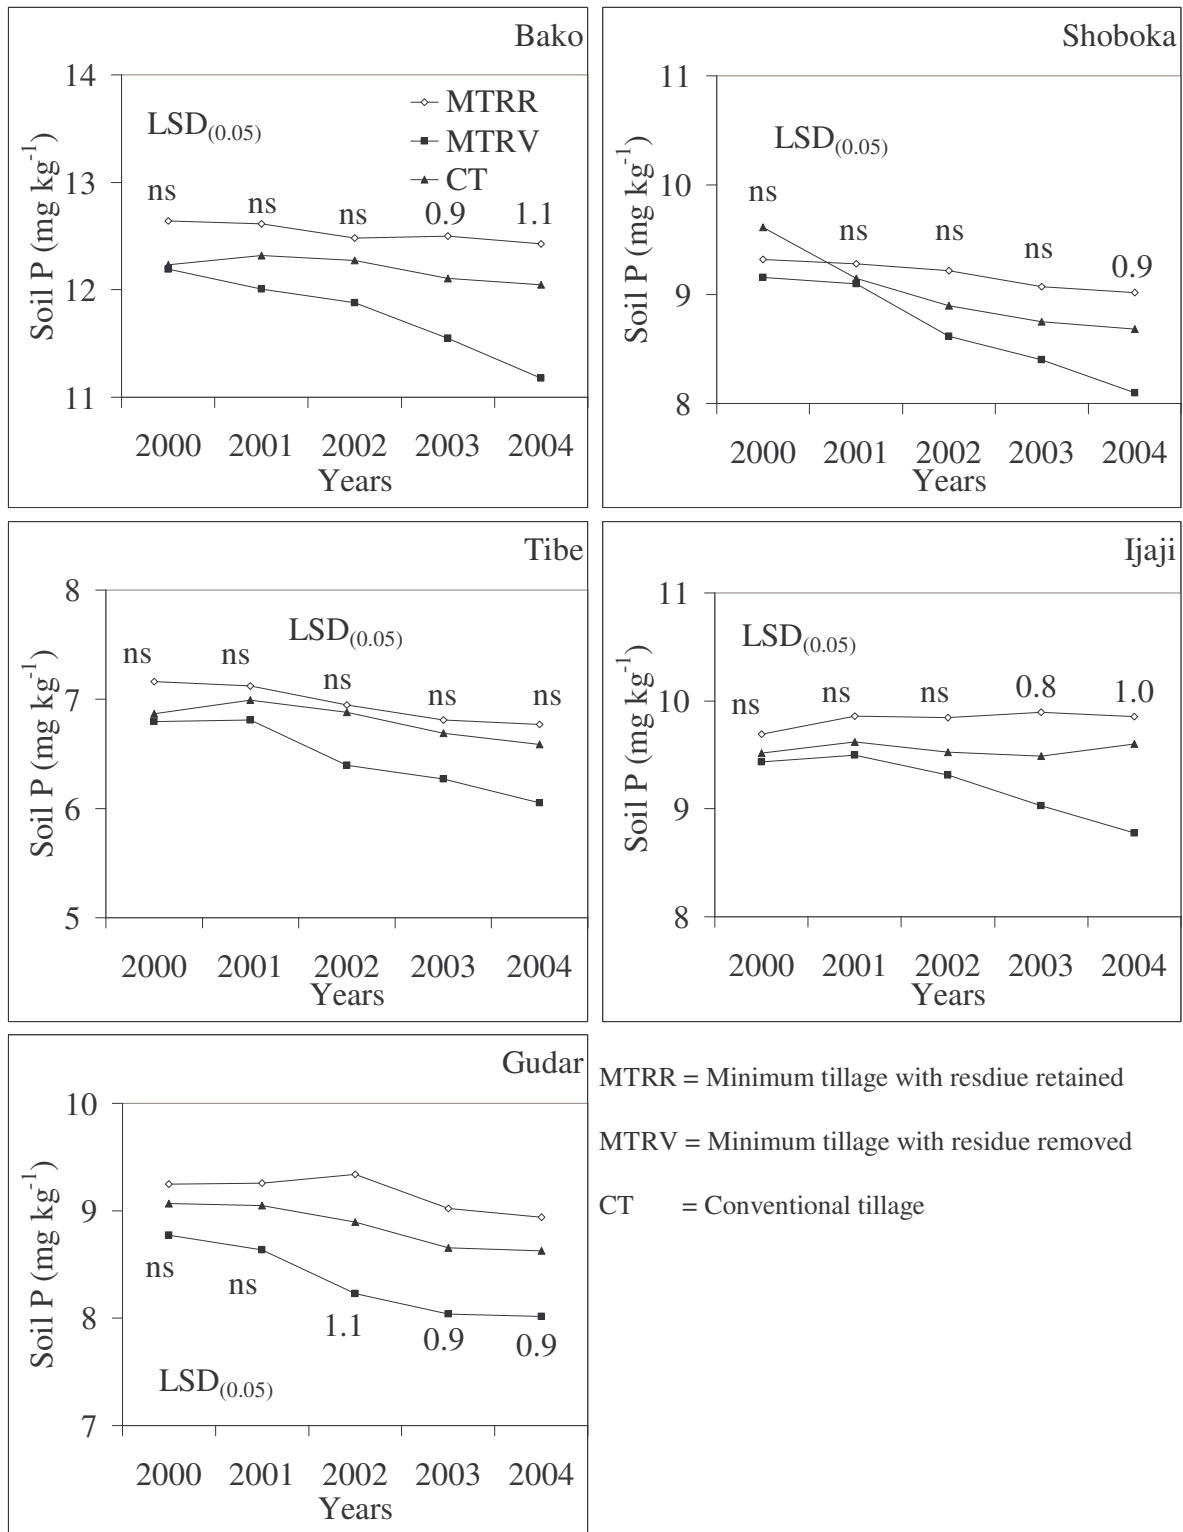 Bako
14
LSD(0.05)
MTRR
MTRV
CT
13
ns
ns
ns
0.9
1.1
12
11
Soil P (mg kg-1)
2000 2001 2002 2003 2004
Years
Shoboka
11
LSD(0.05)
10
ns
ns
ns
ns
0.9
9
8
Soil P (mg kg-1)
2000 2001 2002 2003 2004
Years
Tibe
8
LSD(0.05)
ns
ns
ns
ns
ns
7
6
5
Soil P (mg kg-1)
2000 2001 2002 2003 2004
Years
Ijaji
11
LSD(0.05)
10
ns
ns
ns
0.8
1.0
9
8
Soil P (mg kg-1)
2000 2001 2002 2003 2004
Years
Gudar
10
9
8
ns
ns
1.1
0.9
0.9
LSD(0.05)
7
Soil P (mg kg-1)
2000 2001 2002 2003 2004
Years
MTRR = Minimum tillage with resdiue retained
MTRV = Minimum tillage with residue removed
CT = Conventional tillage